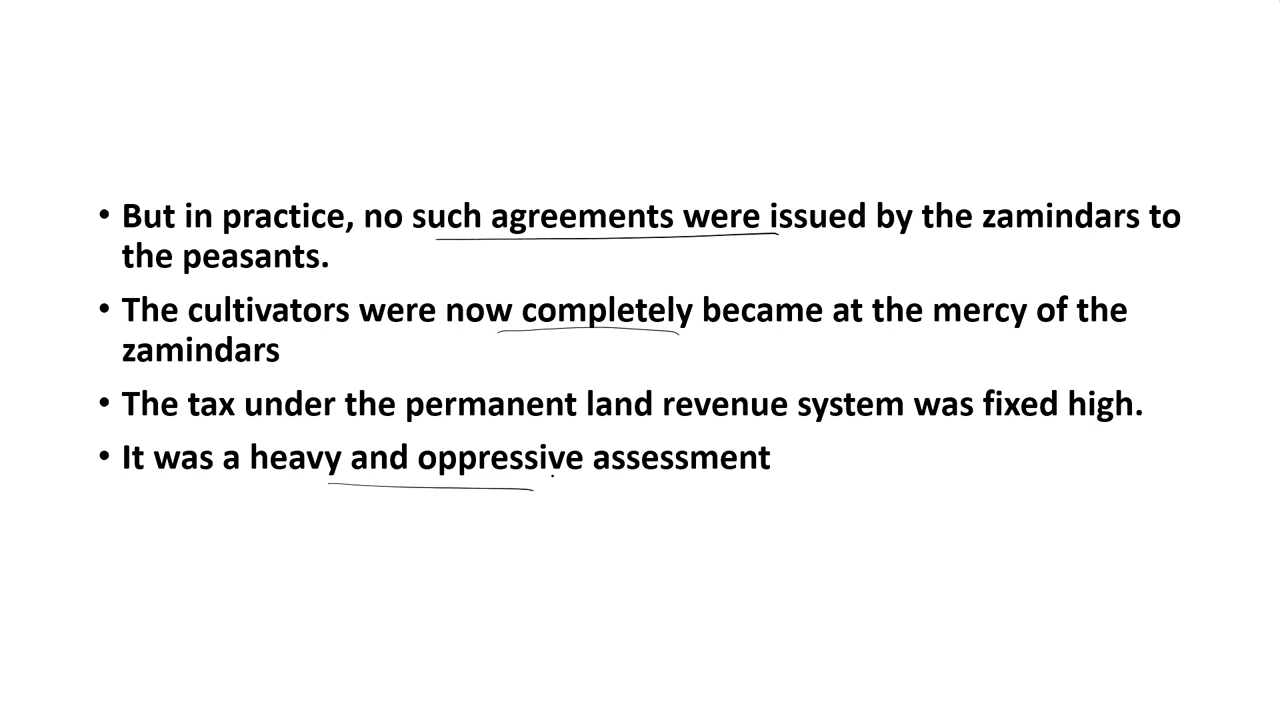 • But in practice, no such agreements were issued by the zamindars to
the peasants.
• The cultivators were now completely became at the mercy of the
zamindars
• The tax under the permanent land revenue system was fixed high.
• It was a heavy and oppressive assessment